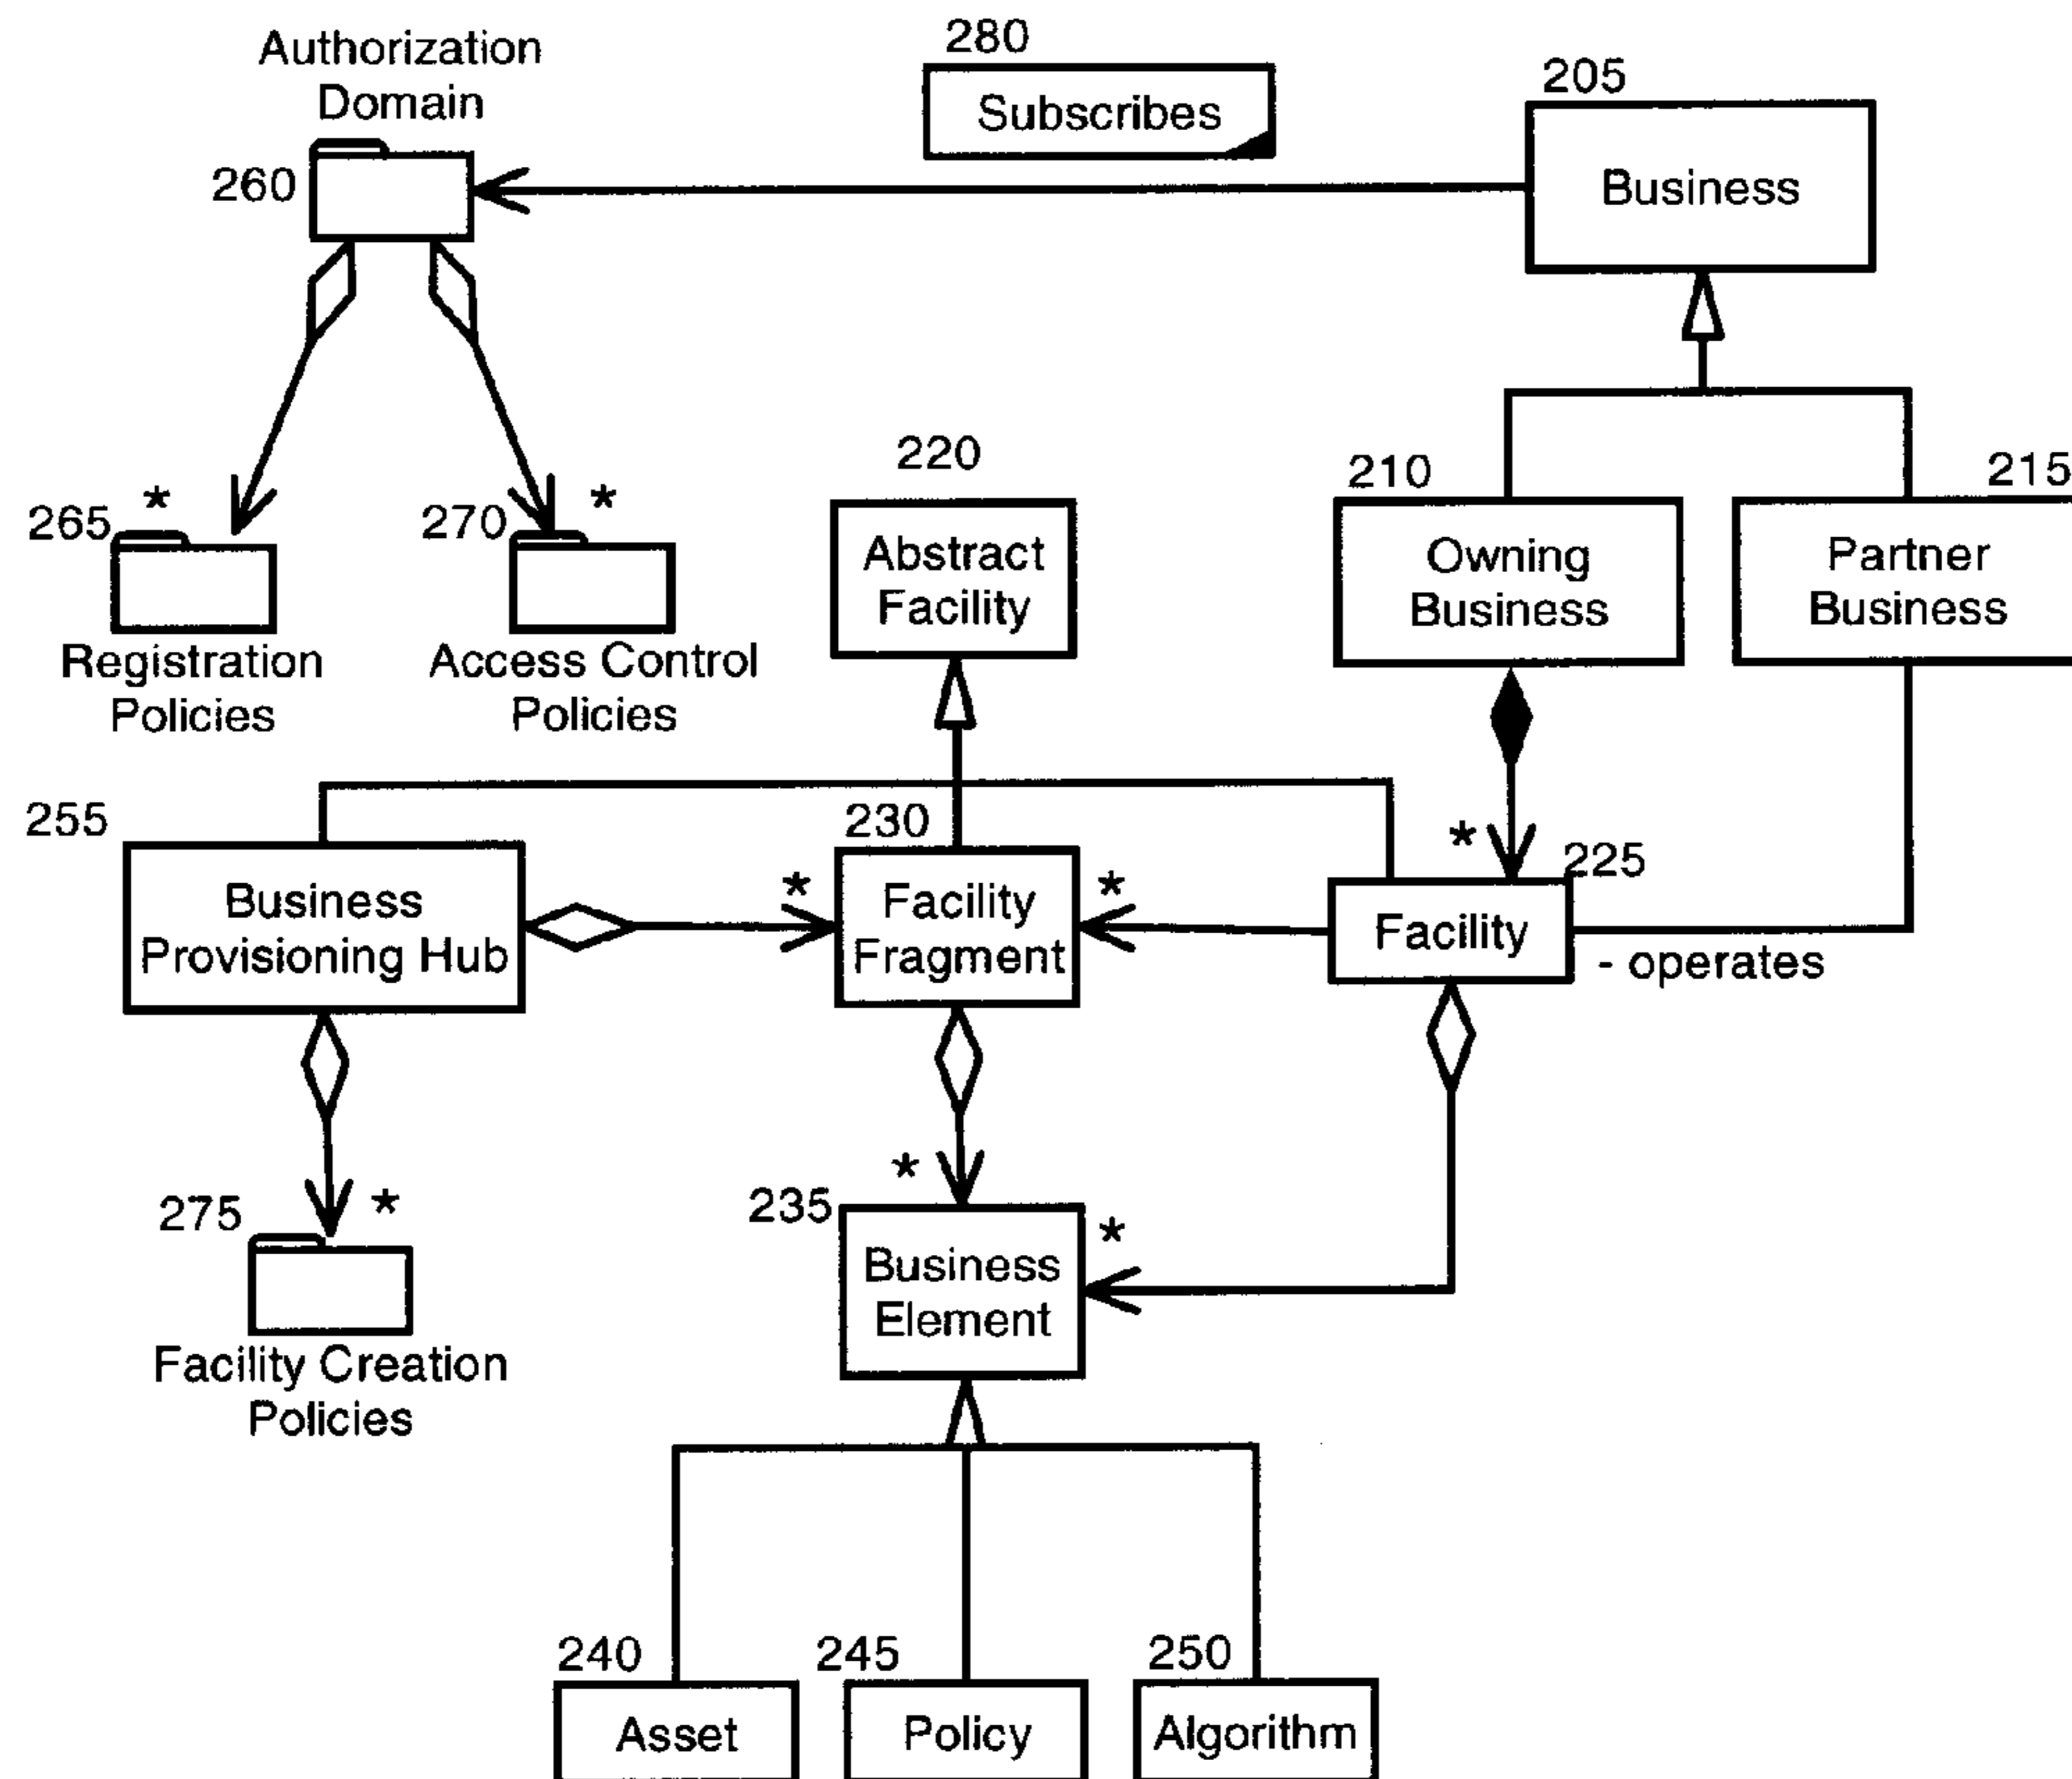 Authorization
Domain
260
280
Subscribes
205
Business
265
*
Registration
Policies
270
*
Access Control
Policies
220
Abstract
Facility
210
Owning
Business
215
Partner
Business
255
Business
Provisioning Hub
*
230
Facility
Fragment
*
*
225
Facility
- operates
275
*
Facility Creation
Policies
*
235
Business
Element
*
240
Asset
245
Policy
250
Algorithm